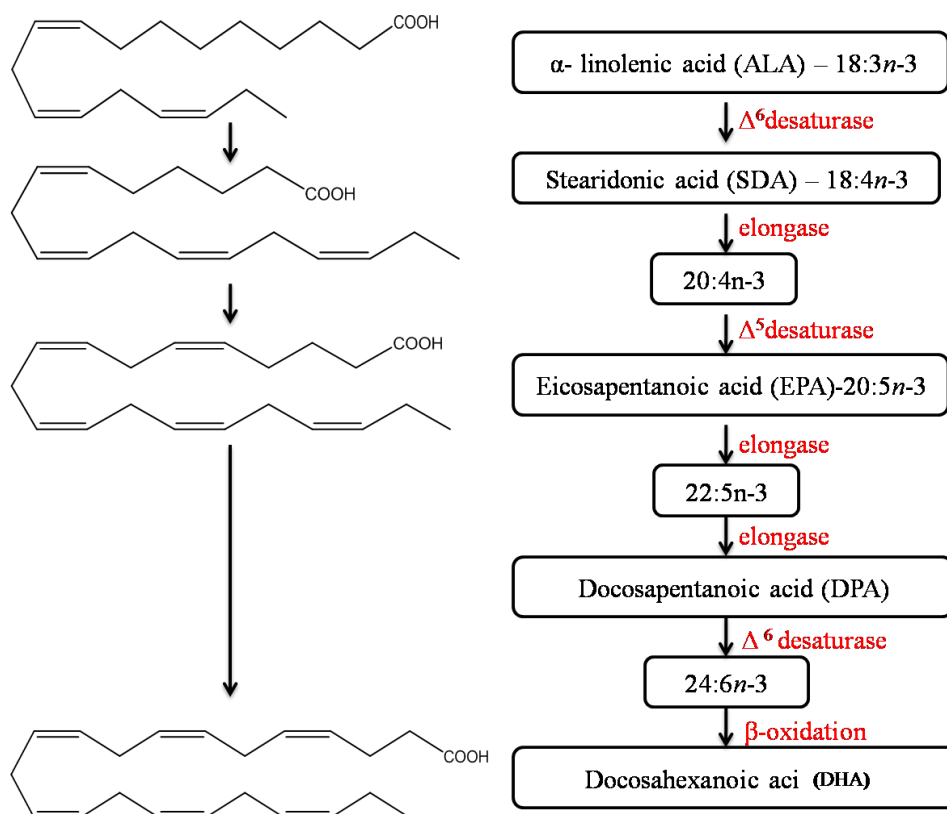 COOH
α- linolenic acid (ALA) – 18:3n-3
Δ⁶desaturase
COOH
Stearidonic acid (SDA) – 18:4n-3
elongase
20:4n-3
Δ⁵desaturase
COOH
Eicosapentanoic acid (EPA)-20:5n-3
elongase
22:5n-3
elongase
Docosapentanoic acid (DPA)
Δ⁶ desaturase
24:6n-3
β-oxidation
COOH
Docosahexanoic aci (DHA)